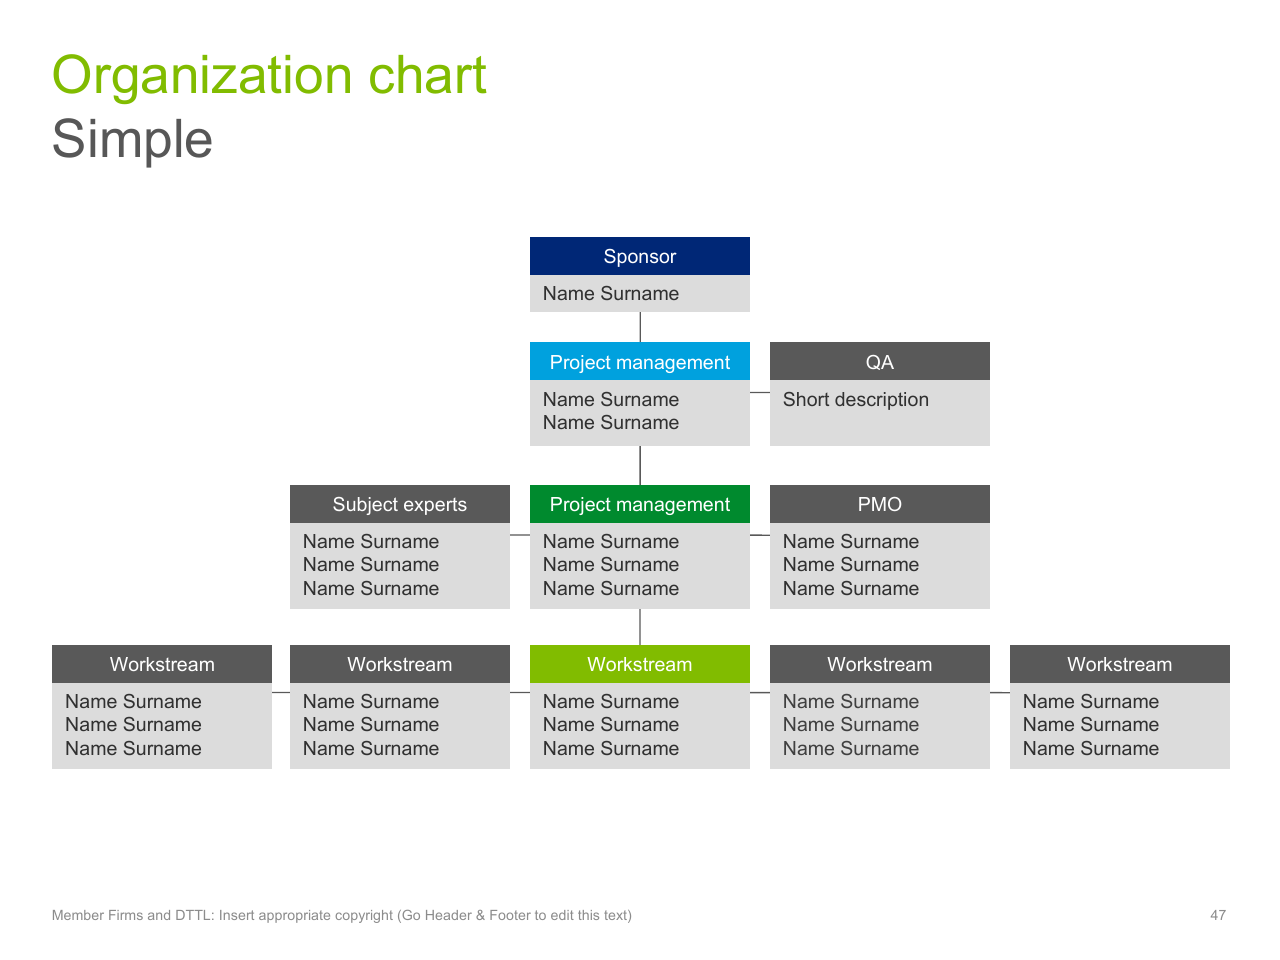 Organization chart
Simple
Sponsor
Name Surname
Project management
Name Surname
Name Surname
QA
Short description
Subject experts
Name Surname
Name Surname
Name Surname
Project management
Name Surname
Name Surname
Name Surname
PMO
Name Surname
Name Surname
Name Surname
Workstream
Name Surname
Name Surname
Name Surname
Workstream
Name Surname
Name Surname
Name Surname
Workstream
Name Surname
Name Surname
Name Surname
Workstream
Name Surname
Name Surname
Name Surname
Workstream
Name Surname
Name Surname
Name Surname
Member Firms and DTTL: Insert appropriate copyright (Go Header & Footer to edit this text)
47